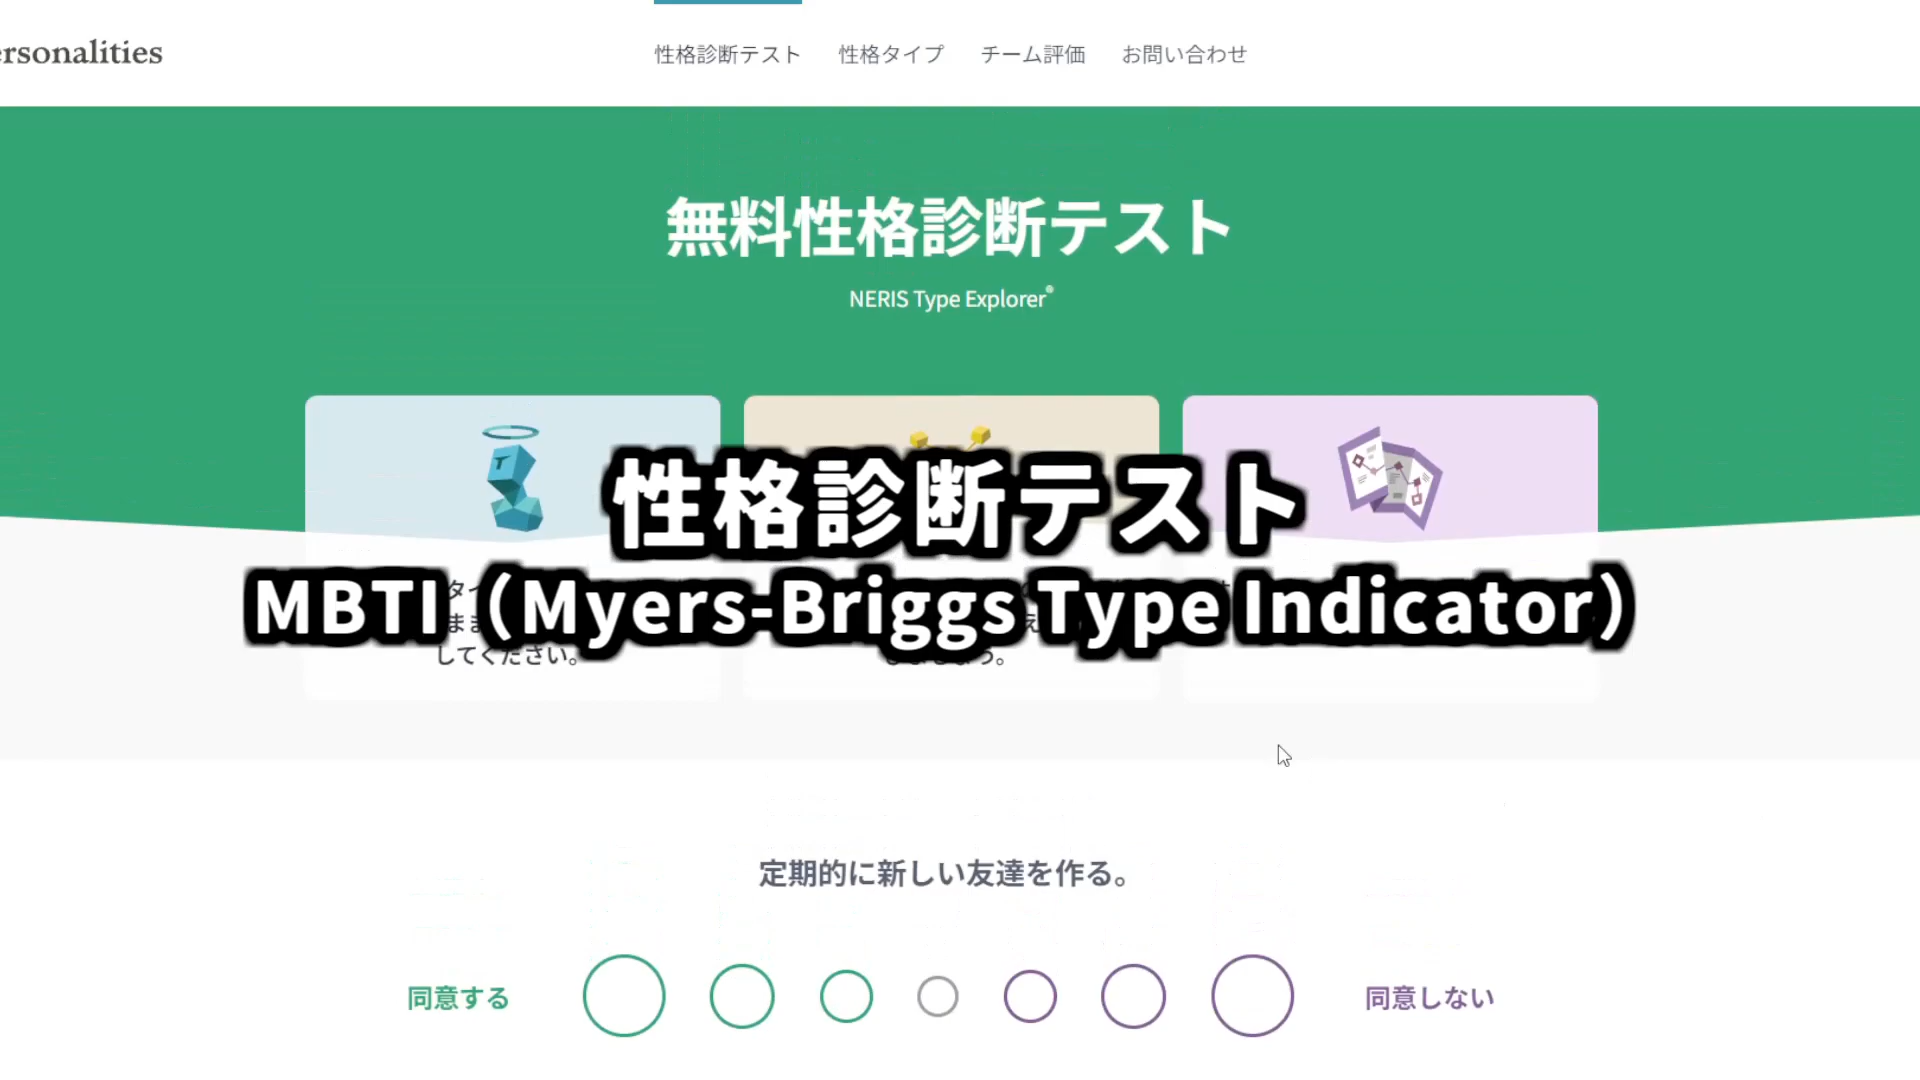 ersonalities
性格診断テスト
性格タイプ
チーム評価
お問い合わせ
無料性格診断テスト
NERIS Type Explorer®
性格診断テスト
MBTI（Myers-Briggs Type Indicator）
してください。
定期的に新しい友達を作る。
同意する
同意しない